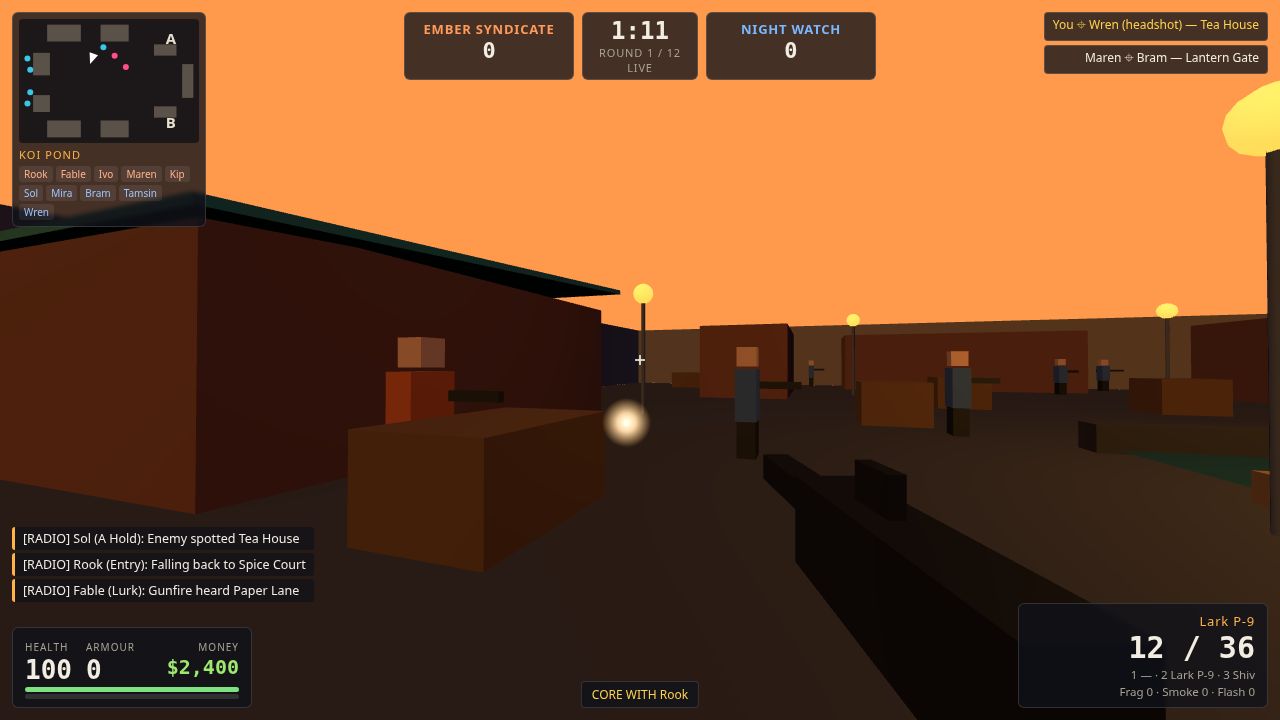 A
B
KOI POND
Rook Fable Ivo Maren Kip
Sol Mira Bram Tamsin
Wren
EMBER SYNDICATE
0
1:11
ROUND 1 / 12
LIVE
NIGHT WATCH
0
You ⌖ Wren (headshot) — Tea House
Maren ⌖ Bram — Lantern Gate
[RADIO] Sol (A Hold): Enemy spotted Tea House
[RADIO] Rook (Entry): Falling back to Spice Court
[RADIO] Fable (Lurk): Gunfire heard Paper Lane
HEALTH ARMOUR MONEY
100 0 $2,400
CORE WITH Rook
Lark P-9
12 / 36
1 — · 2 Lark P-9 · 3 Shiv
Frag 0 · Smoke 0 · Flash 0